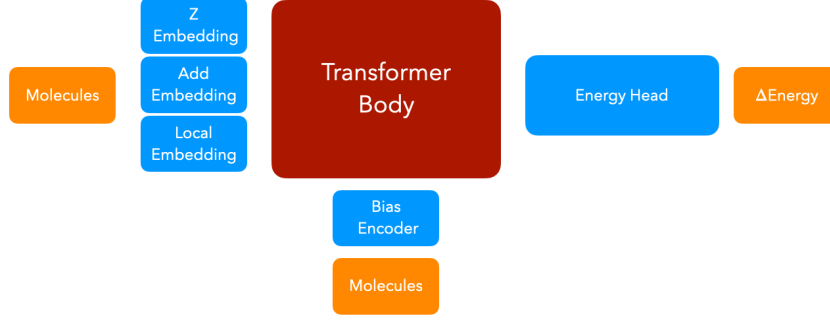 Molecules
Z
Embedding
Add
Embedding
Local
Embedding
Transformer
Body
Energy Head
ΔEnergy
Bias
Encoder
Molecules